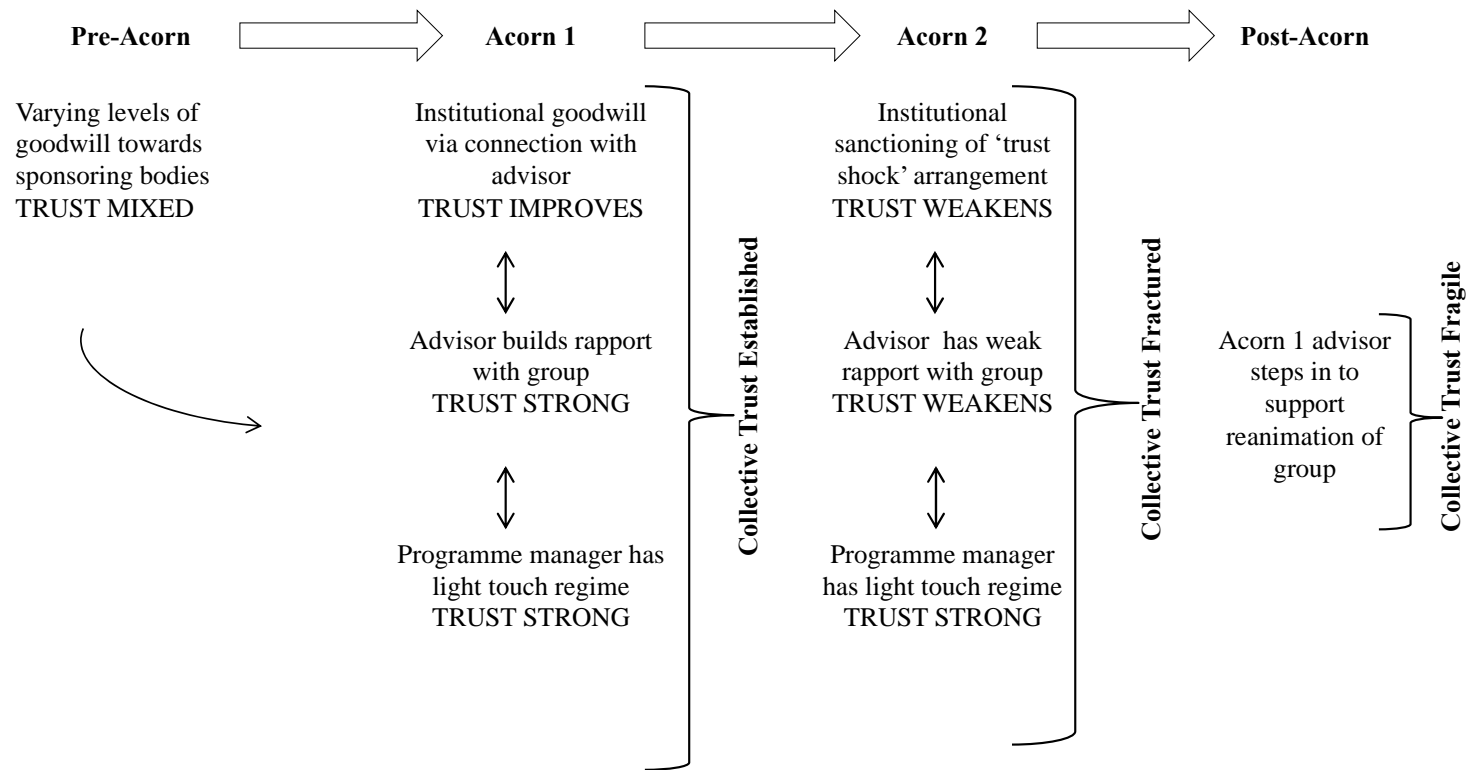 Pre-Acorn
Acorn 1
Acorn 2
Post-Acorn
Varying levels of
goodwill towards
sponsoring bodies
TRUST MIXED
Institutional goodwill
via connection with
advisor
TRUST IMPROVES
Advisor builds rapport
with group
TRUST STRONG
Programme manager has
light touch regime
TRUST STRONG
Collective Trust Established
Institutional
sanctioning of ‘trust
shock’ arrangement
TRUST WEAKENS
Advisor  has weak
rapport with group
TRUST WEAKENS
Programme manager
has light touch regime
TRUST STRONG
Collective Trust Fractured
Acorn 1 advisor
steps in to
support
reanimation of
group
Collective Trust Fragile